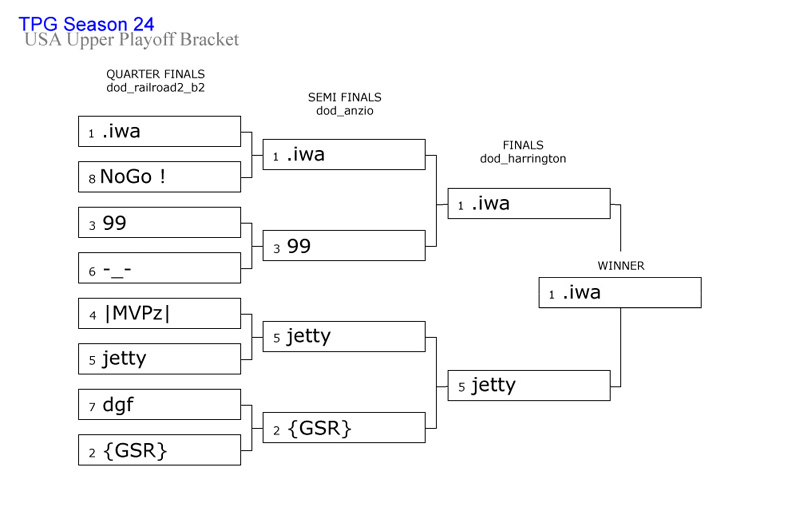 TPG Season 24
USA Upper Playoff Bracket
QUARTER FINALS
dod_railroad2_b2
1 .iwa
8 NoGo !
3 99
6 -_-
4 |MVPz|
5 jetty
7 dgf
2 {GSR}
SEMI FINALS
dod_anzio
1 .iwa
3 99
5 jetty
2 {GSR}
FINALS
dod_harrington
1 .iwa
5 jetty
WINNER
1 .iwa